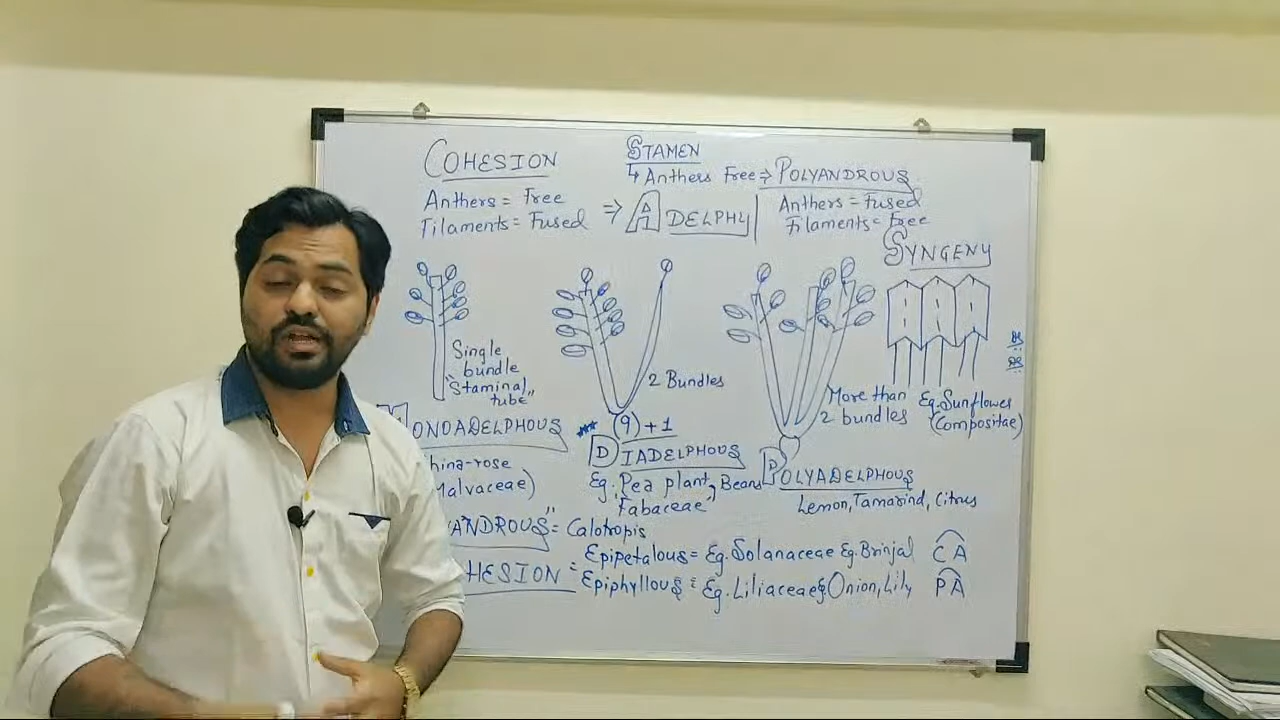 COHESION
STAMEN
↳ Anthers Free ⇒ POLYANDROUS
Anthers = Free
Filaments = Fused
⇒ ADELPHY
Anthers = Fused
Filaments = Free
SYNGENY
Single
bundle
"Staminal
tube"
2 Bundles
More than
2 bundles
Eg. Sunflower
(Compositae)
MONOADELPHOUS
(9) + 1
DIADELPHOUS
POLYADELPHOUS
hina-rose
alvaceae)
Eg. Pea plant, Beans
'Fabaceae'
Lemon, Tamarind, Citrus
ANDROUS" = Calotropis
HESION
Epipetalous = Eg. Solanaceae Eg. Brinjal CA
Epiphyllous = Eg. Liliaceae Eg Onion, Lily PA